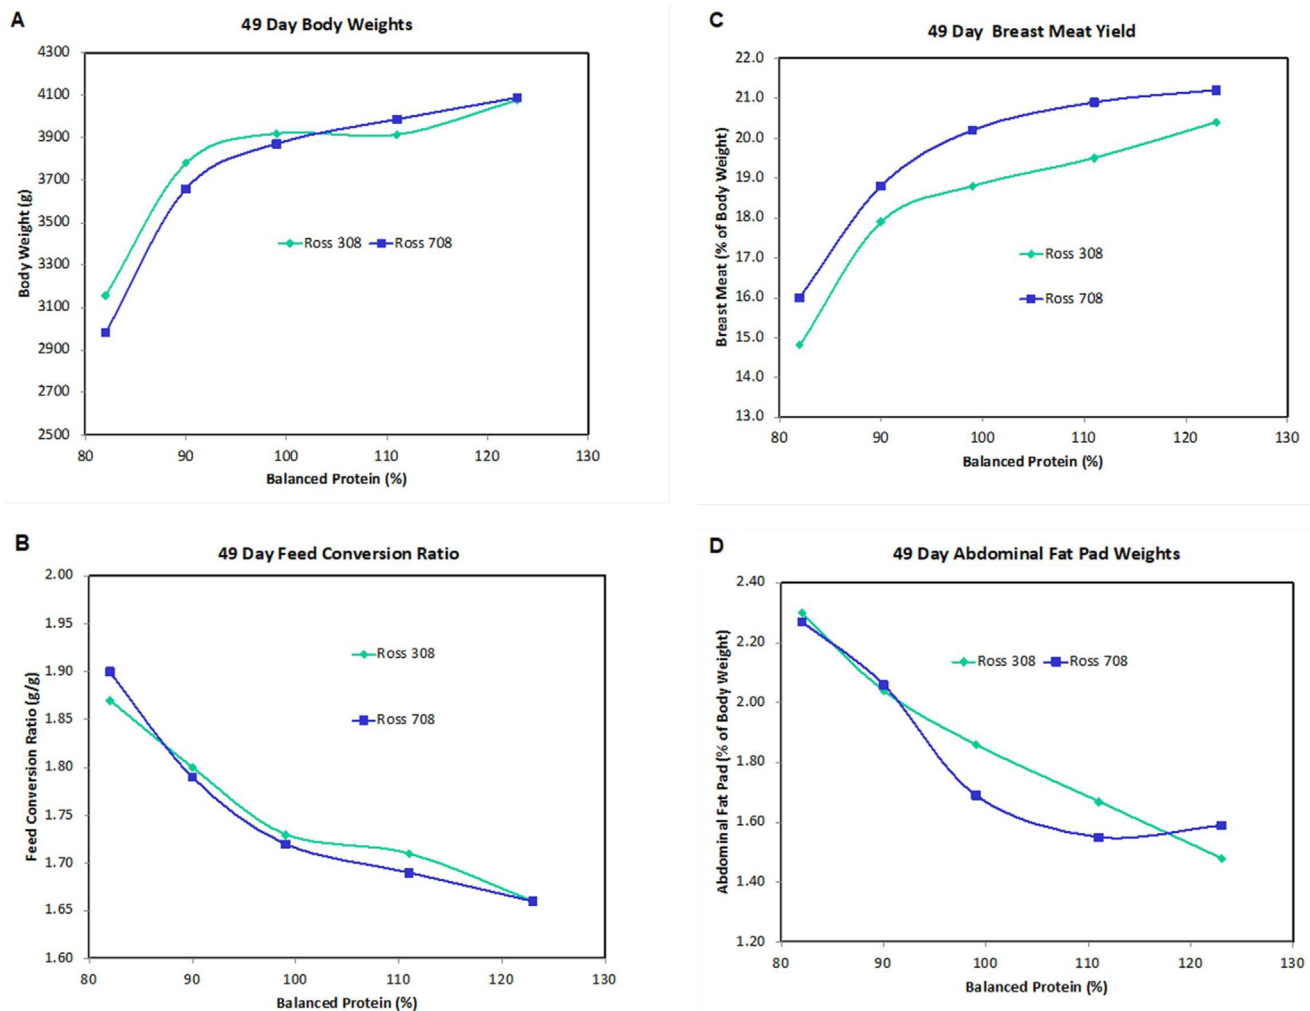 A
49 Day Body Weights
4300
4100
3900
3700
3500
3300
3100
2900
2700
2500
Body Weight (g)
Ross 308 Ross 708
80 90 100 110 120 130
Balanced Protein (%)
C
49 Day Breast Meat Yield
22.0
21.0
20.0
19.0
18.0
17.0
16.0
15.0
14.0
13.0
Breast Meat (% of Body Weight)
Ross 308
Ross 708
80 90 100 110 120 130
Balanced Protein (%)
B
49 Day Feed Conversion Ratio
2.00
1.95
1.90
1.85
1.80
1.75
1.70
1.65
1.60
Feed Conversion Ratio (g/g)
Ross 308
Ross 708
80 90 100 110 120 130
Balanced Protein (%)
D
49 Day Abdominal Fat Pad Weights
2.40
2.20
2.00
1.80
1.60
1.40
1.20
Abdominal Fat Pad (% of Body Weight)
Ross 308 Ross 708
80 90 100 110 120 130
Balanced Protein (%)